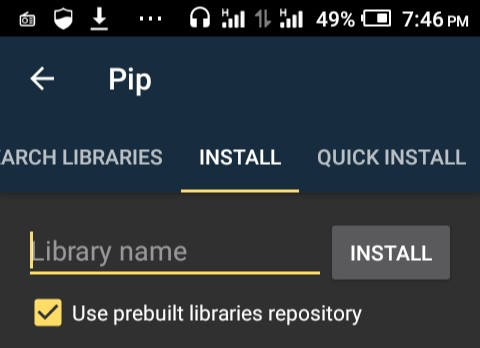 H H 49% 7:46 PM
Pip
ARCH LIBRARIES INSTALL QUICK INSTALL
Library name INSTALL
Use prebuilt libraries repository